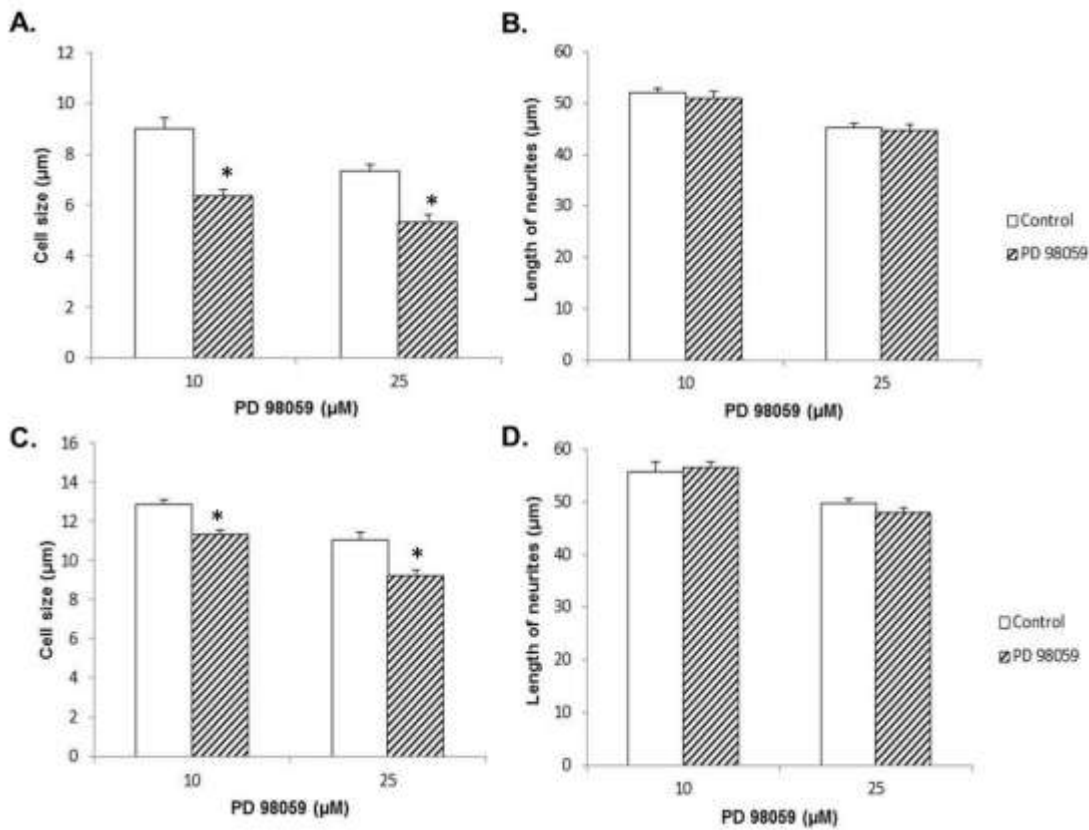 A.
12
10
8
6
4
2
0
Cell size (µm)
*
*
10
25
PD 98059 (µM)
B.
60
50
40
30
20
10
0
Length of neurites (µm)
10
25
PD 98059 (µM)
Control
PD 98059
C.
16
14
12
10
8
6
4
2
0
Cell size (µm)
*
*
10
25
PD 98059 (µM)
D.
60
50
40
30
20
10
0
Length of neurites (µm)
10
25
PD 98059 (µM)
Control
PD 98059